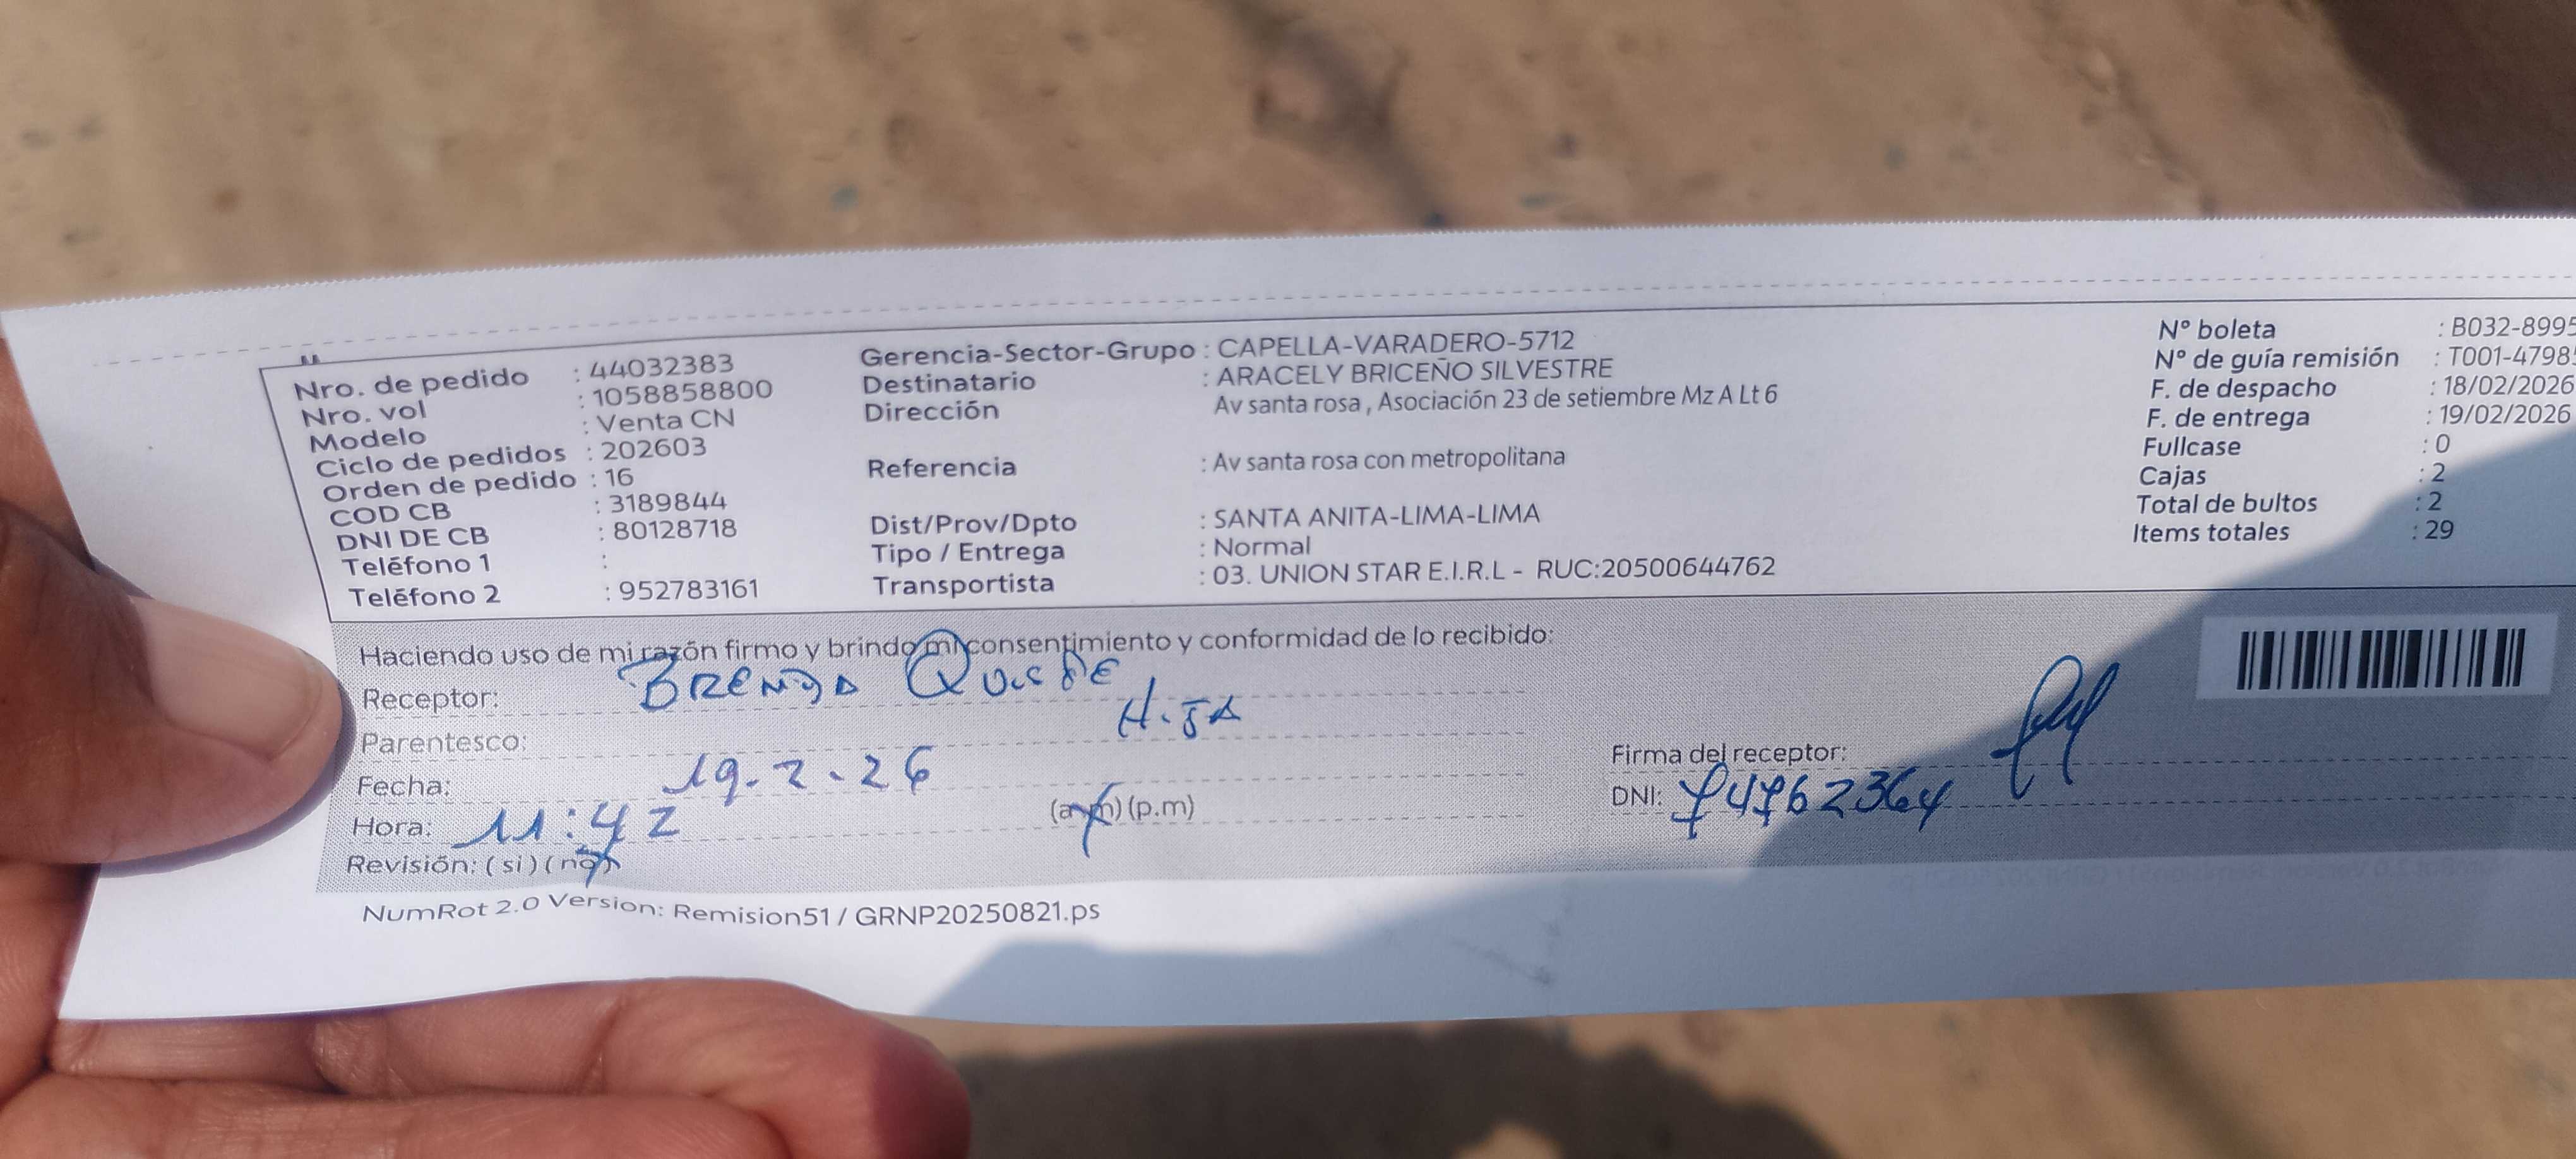 Nro. de pedido : 44032383
Nro. vol : 1058858800
Modelo : Venta CN
Ciclo de pedidos : 202603
Orden de pedido : 16
COD CB : 3189844
DNI DE CB : 80128718
Teléfono 1 :
Teléfono 2 : 952783161
Gerencia-Sector-Grupo : CAPELLA-VARADERO-5712
Destinatario : ARACELY BRICEÑO SILVESTRE
Dirección Av santa rosa , Asociación 23 de setiembre Mz A Lt 6
Referencia : Av santa rosa con metropolitana
Dist/Prov/Dpto : SANTA ANITA-LIMA-LIMA
Tipo / Entrega : Normal
Transportista : 03. UNION STAR E.I.R.L - RUC:20500644762
N° boleta : B032-8995
N° de guía remisión : T001-4798
F. de despacho : 18/02/2026
F. de entrega : 19/02/2026
Fullcase : 0
Cajas : 2
Total de bultos : 2
Items totales : 29
Haciendo uso de mi razón firmo y brindo mi consentimiento y conformidad de lo recibido:
Receptor: BRENDA QUISPE
Parentesco: HIJA
Fecha: 19-2-26
Hora: 11:42 (a.m) (p.m)
Revisión: ( si ) ( no )
Firma del receptor:
DNI: 74762364
NumRot 2.0 Version: Remision51 / GRNP20250821.ps